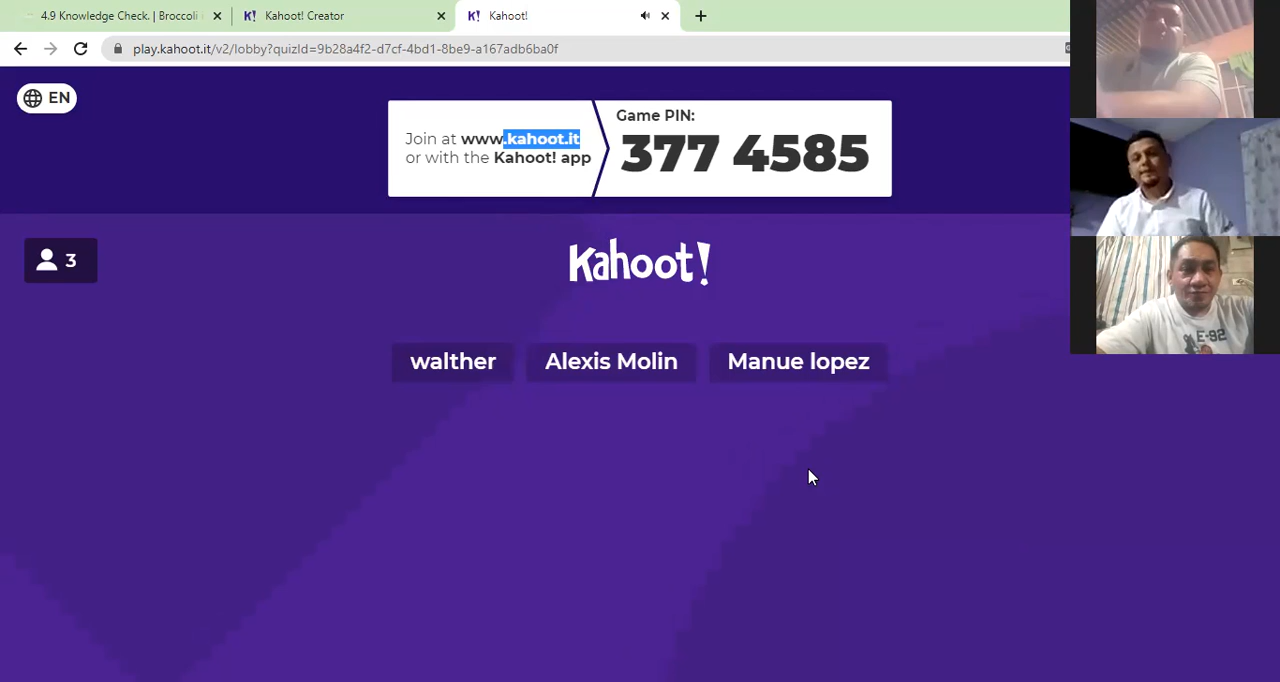 4.9 Knowledge Check. | Broccoli
Kahoot! Creator
Kahoot!
play.kahoot.it/v2/lobby?quizId=9b28a4f2-d7cf-4bd1-8be9-a167adb6ba0f
EN
Join at www.kahoot.it
or with the Kahoot! app
Game PIN:
377 4585
3
Kahoot!
walther
Alexis Molin
Manue lopez
E-92